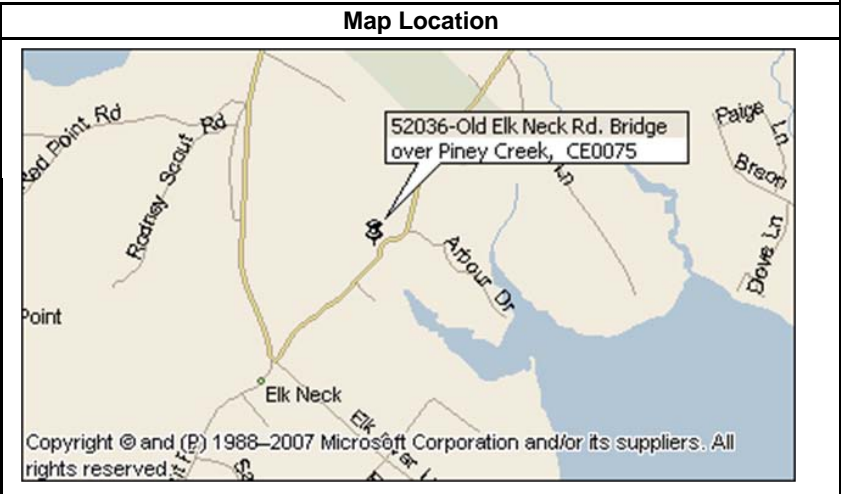 Map Location
Red Point Rd
Rodney Scout Rd
52036-Old Elk Neck Rd. Bridge
over Piney Creek, CE0075
Ln
Paige Ln
Breon
Dove Ln
Arbour Dr
Point
Elk Neck
Elk
Copyright © and (P) 1988–2007 Microsoft Corporation and/or its suppliers. All
rights reserved.